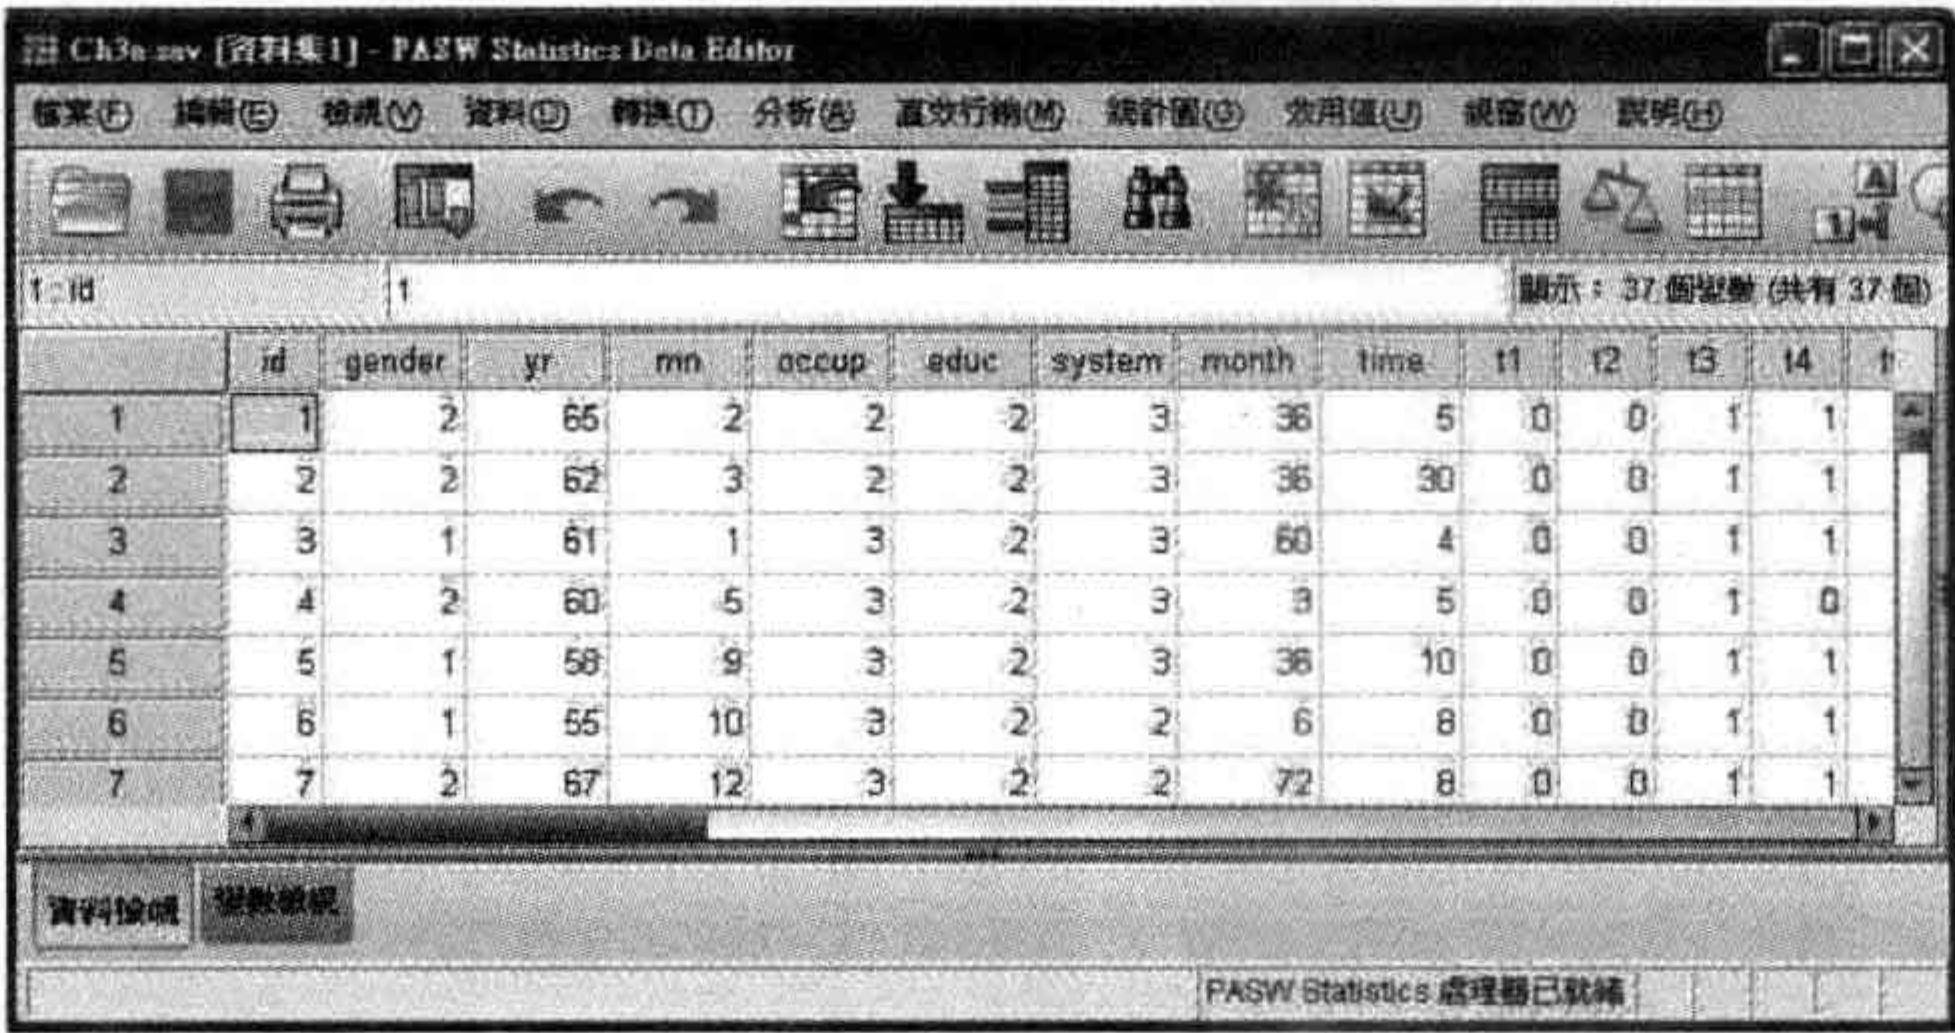 Ch3a.sav [資料集1] - PASW Statistics Data Editor
檔案(F) 編輯(E) 檢視(V) 資料(D) 轉換(T) 分析(A) 直效行銷(M) 統計圖(G) 效用值(U) 視窗(W) 說明(H)
1 : id 1 顯示： 37 個變數 (共有 37 個)
id gender yr mn occup educ system month time t1 t2 t3 t4
1 1 2 65 2 2 2 3 36 5 0 0 1 1
2 2 2 62 3 2 2 3 36 30 0 0 1 1
3 3 1 61 1 3 2 3 60 4 0 0 1 1
4 4 2 60 5 3 2 3 3 5 0 0 1 0
5 5 1 58 9 3 2 3 36 10 0 0 1 1
6 6 1 55 10 3 2 2 6 8 0 0 1 1
7 7 2 67 12 3 2 2 72 8 0 0 1 1
資料檢視 變數檢視
PASW Statistics 處理器已就緒